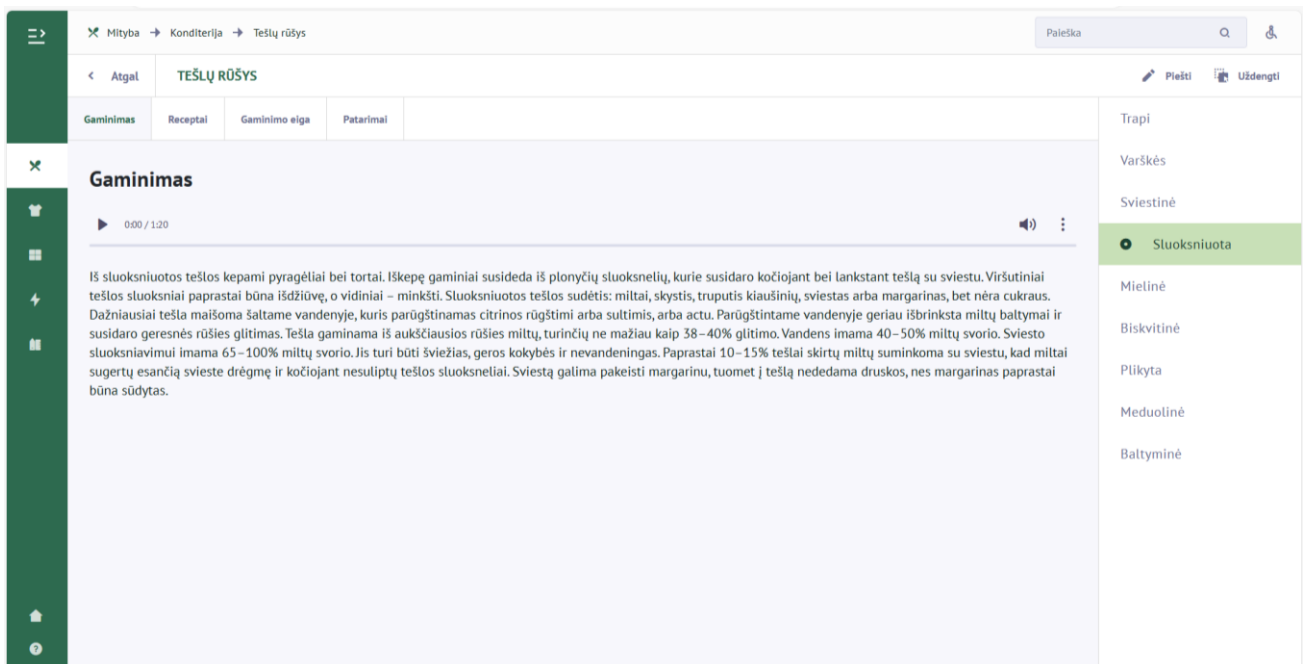 Mityba → Konditerija → Tešlų rūšys
Paieška
Atgal
TEŠLŲ RŪŠYS
Piešti
Uždengti
Gaminimas
Receptai
Gaminimo eiga
Patarimai
Gaminimas
0:00 / 1:20
Iš sluoksniuotos tešlos kepami pyragėliai bei tortai. Iškepę gaminiai susideda iš plonyčių sluoksnelių, kurie susidaro kočiojant bei lankstant tešlą su sviestu. Viršutiniai
tešlos sluoksniai paprastai būna išdžiūvę, o vidiniai – minkšti. Sluoksniuotos tešlos sudėtis: miltai, skystis, truputis kiaušinių, sviestas arba margarinas, bet nėra cukraus.
Dažniausiai tešla maišoma šaltame vandenyje, kuris parūgštinamas citrinos rūgštimi arba sultimis, arba actu. Parūgštintame vandenyje geriau išbrinksta miltų baltymai ir
susidaro geresnės rūšies glitimas. Tešla gaminama iš aukščiausios rūšies miltų, turinčių ne mažiau kaip 38–40% glitimo. Vandens imama 40–50% miltų svorio. Sviesto
sluoksniavimui imama 65–100% miltų svorio. Jis turi būti šviežias, geros kokybės ir nevandeningas. Paprastai 10–15% tešlai skirtų miltų suminkoma su sviestu, kad miltai
sugertų esančią svieste drėgmę ir kočiojant nesuliptų tešlos sluoksneliai. Sviestą galima pakeisti margarinu, tuomet į tešlą nededama druskos, nes margarinas paprastai
būna sūdytas.
Trapi
Varškės
Sviestinė
Sluoksniuota
Mielinė
Biskvitinė
Plikyta
Meduolinė
Baltyminė